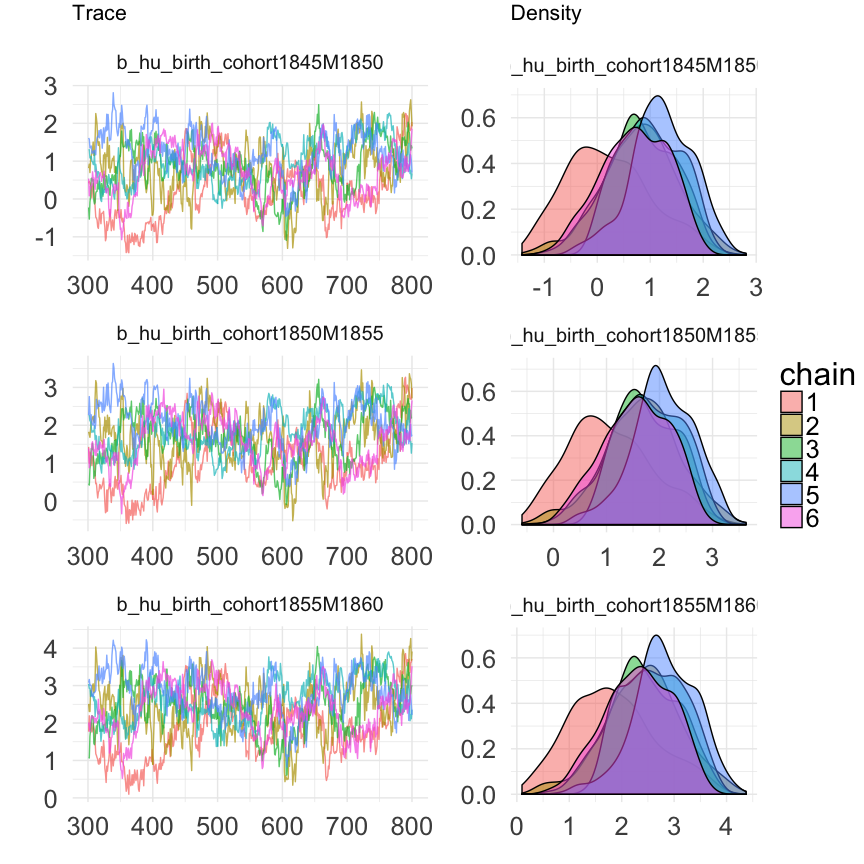 Trace
Density
b_hu_birth_cohort1845M1850
_hu_birth_cohort1845M1850
3
2
1
0
-1
300 400 500 600 700 800
0.6
0.4
0.2
0.0
-1 0 1 2 3
b_hu_birth_cohort1850M1855
_hu_birth_cohort1850M1855
3
2
1
0
300 400 500 600 700 800
0.6
0.4
0.2
0.0
0 1 2 3
chain
1
2
3
4
5
6
b_hu_birth_cohort1855M1860
_hu_birth_cohort1855M1860
4
3
2
1
0
300 400 500 600 700 800
0.6
0.4
0.2
0.0
0 1 2 3 4